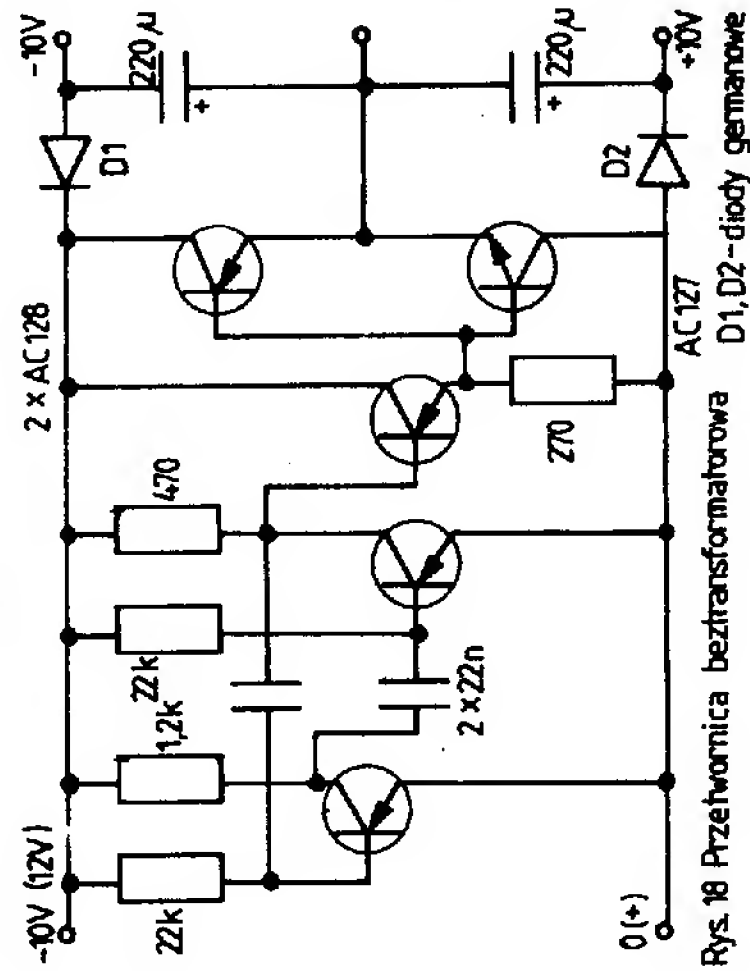 -10V (12V)
2 × AC128
-10V
22k
1,2k
22k
470
D1
220µ
+
2×22n
270
D2
+
220µ
0(+)
AC127
+10V
Rys. 18 Przetwornica beztransformatorowa
D1, D2-diody germanowe